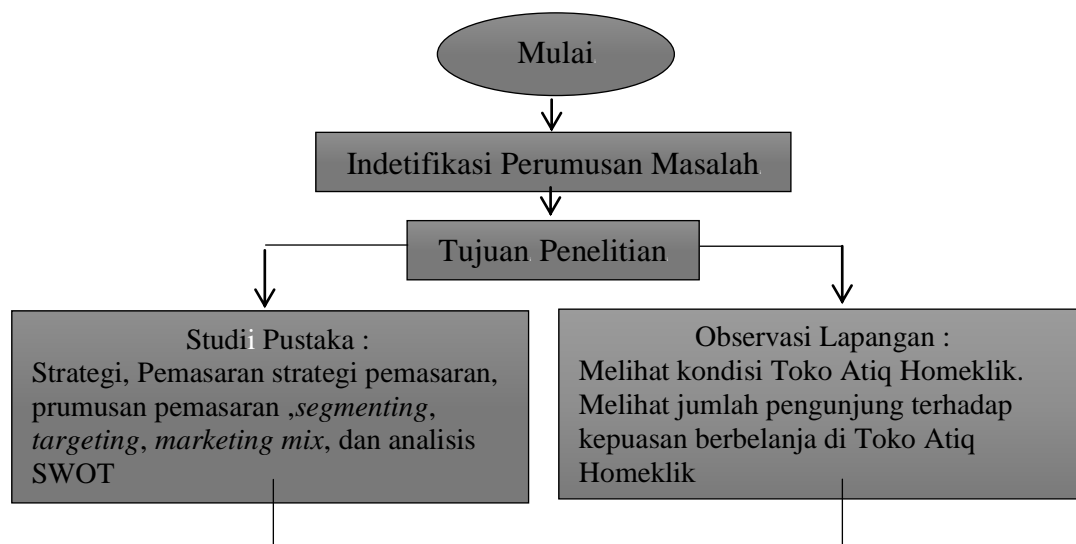 Mulai
Indetifikasi Perumusan Masalah
Tujuan Penelitian
Studii Pustaka :
Strategi, Pemasaran strategi pemasaran,
prumusan pemasaran ,segmenting,
targeting, marketing mix, dan analisis
SWOT
Observasi Lapangan :
Melihat kondisi Toko Atiq Homeklik.
Melihat jumlah pengunjung terhadap
kepuasan berbelanja di Toko Atiq
Homeklik